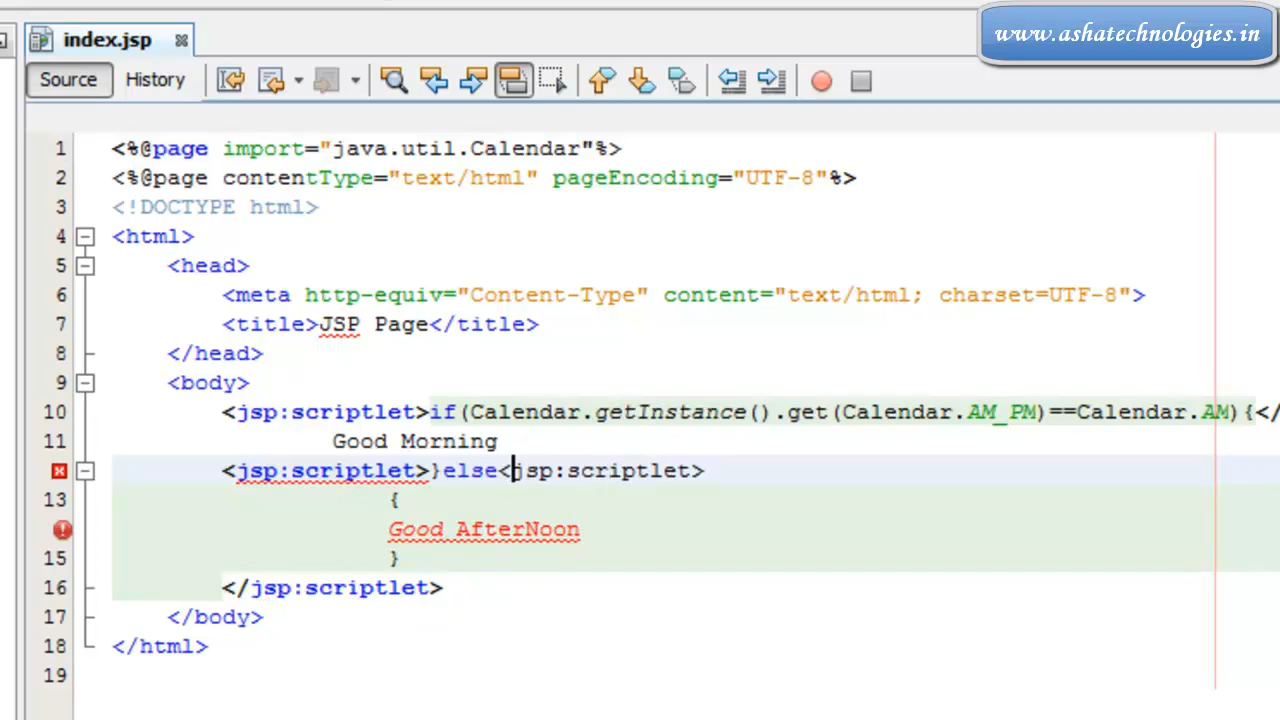 www.ashatechnologies.in
index.jsp
Source History
1 <%@page import="java.util.Calendar"%>
2 <%@page contentType="text/html" pageEncoding="UTF-8"%>
3 <!DOCTYPE html>
4 <html>
5 <head>
6 <meta http-equiv="Content-Type" content="text/html; charset=UTF-8">
7 <title>JSP Page</title>
8 </head>
9 <body>
10 <jsp:scriptlet>if(Calendar.getInstance().get(Calendar.AM_PM)==Calendar.AM){</
11 Good Morning
<jsp:scriptlet>}else<jsp:scriptlet>
13 {
Good AfterNoon
15 }
16 </jsp:scriptlet>
17 </body>
18 </html>
19